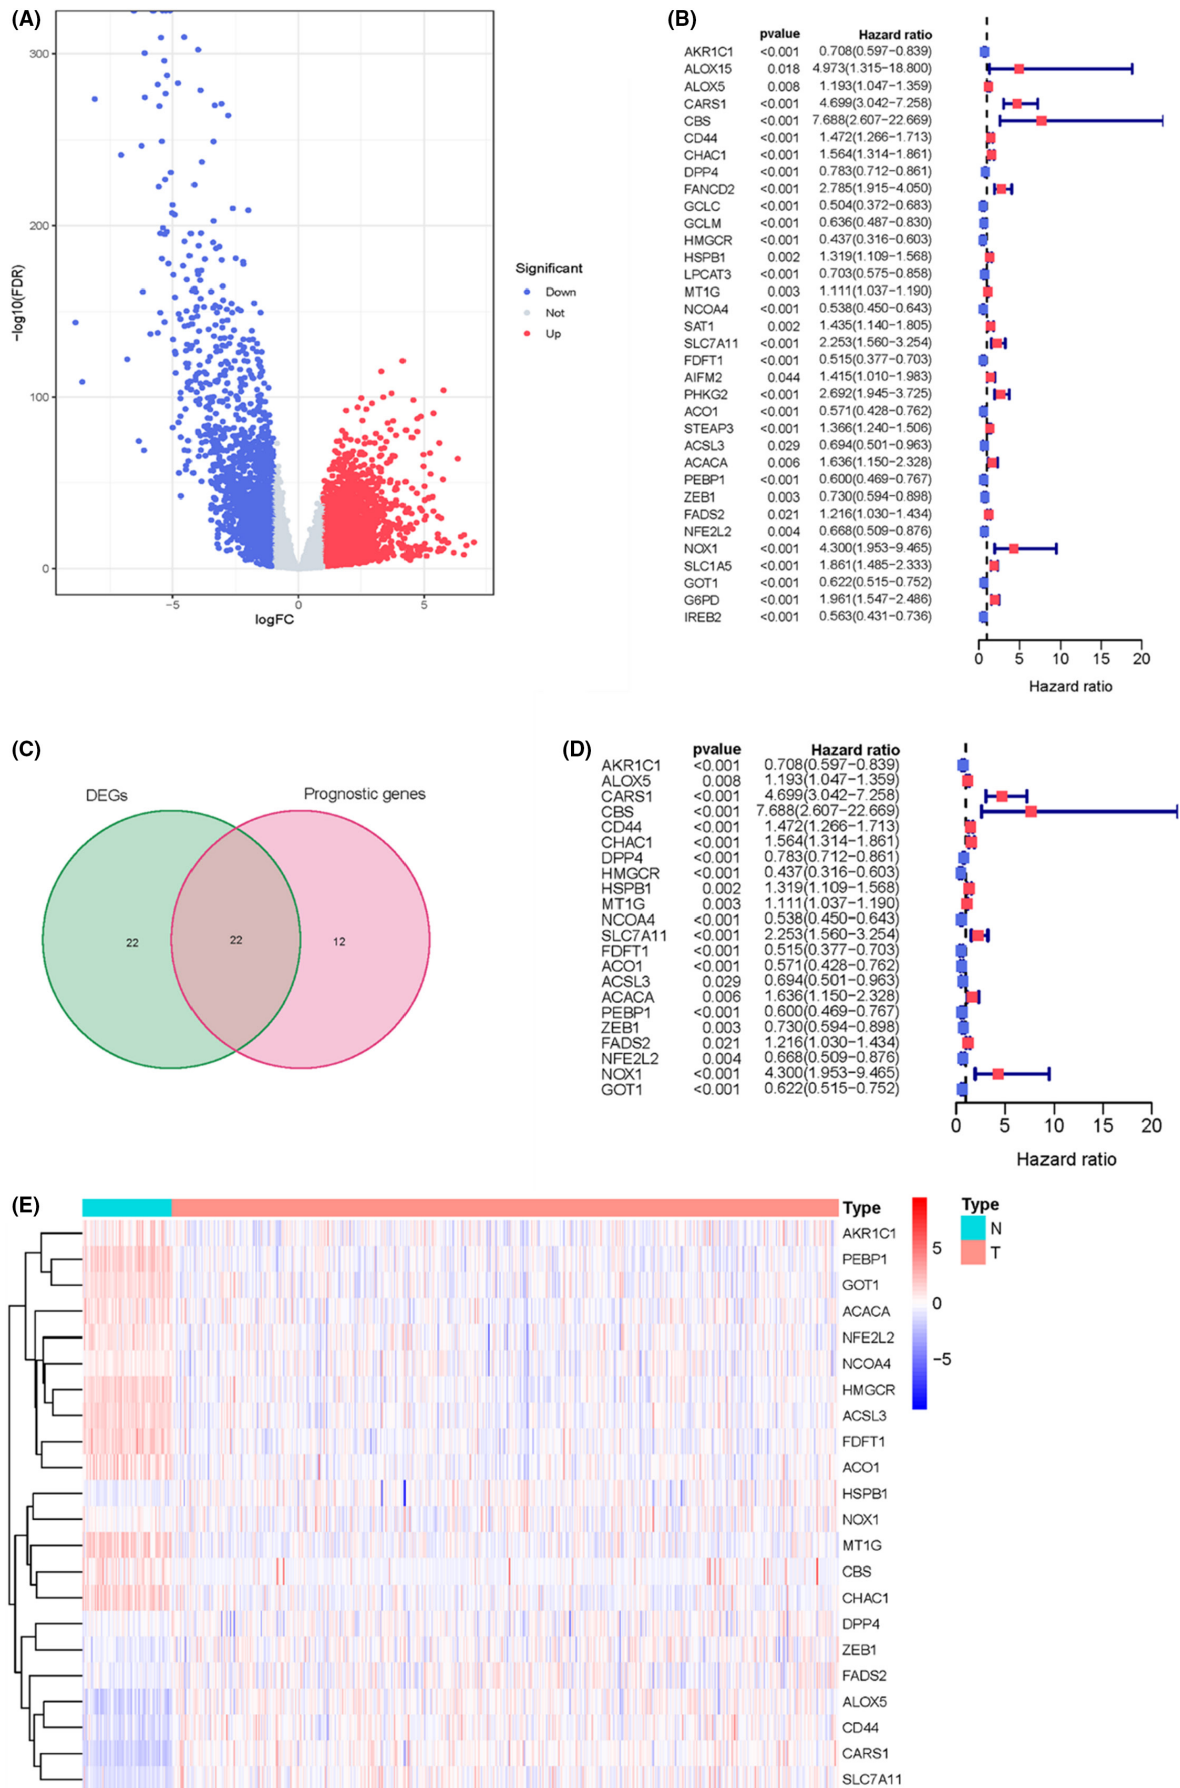 (A)
300
200
100
0
−log10(FDR)
−5
0
5
logFC
Significant
Down
Not
Up
(B)
pvalue Hazard ratio
AKR1C1 <0.001 0.708(0.597−0.839)
ALOX15 0.018 4.973(1.315−18.800)
ALOX5 0.008 1.193(1.047−1.359)
CARS1 <0.001 4.699(3.042−7.258)
CBS <0.001 7.688(2.607−22.669)
CD44 <0.001 1.472(1.266−1.713)
CHAC1 <0.001 1.564(1.314−1.861)
DPP4 <0.001 0.783(0.712−0.861)
FANCD2 <0.001 2.785(1.915−4.050)
GCLC <0.001 0.504(0.372−0.683)
GCLM <0.001 0.636(0.487−0.830)
HMGCR <0.001 0.437(0.316−0.603)
HSPB1 0.002 1.319(1.109−1.568)
LPCAT3 <0.001 0.703(0.575−0.858)
MT1G 0.003 1.111(1.037−1.190)
NCOA4 <0.001 0.538(0.450−0.643)
SAT1 0.002 1.435(1.140−1.805)
SLC7A11 <0.001 2.253(1.560−3.254)
FDFT1 <0.001 0.515(0.377−0.703)
AIFM2 0.044 1.415(1.010−1.983)
PHKG2 <0.001 2.692(1.945−3.725)
ACO1 <0.001 0.571(0.428−0.762)
STEAP3 <0.001 1.366(1.240−1.506)
ACSL3 0.029 0.694(0.501−0.963)
ACACA 0.006 1.636(1.150−2.328)
PEBP1 <0.001 0.600(0.469−0.767)
ZEB1 0.003 0.730(0.594−0.898)
FADS2 0.021 1.216(1.030−1.434)
NFE2L2 0.004 0.668(0.509−0.876)
NOX1 <0.001 4.300(1.953−9.465)
SLC1A5 <0.001 1.861(1.485−2.333)
GOT1 <0.001 0.622(0.515−0.752)
G6PD <0.001 1.961(1.547−2.486)
IREB2 <0.001 0.563(0.431−0.736)
0 5 10 15 20
Hazard ratio
(C)
DEGs Prognostic genes
22 22 12
(D)
pvalue Hazard ratio
AKR1C1 <0.001 0.708(0.597−0.839)
ALOX5 0.008 1.193(1.047−1.359)
CARS1 <0.001 4.699(3.042−7.258)
CBS <0.001 7.688(2.607−22.669)
CD44 <0.001 1.472(1.266−1.713)
CHAC1 <0.001 1.564(1.314−1.861)
DPP4 <0.001 0.783(0.712−0.861)
HMGCR <0.001 0.437(0.316−0.603)
HSPB1 0.002 1.319(1.109−1.568)
MT1G 0.003 1.111(1.037−1.190)
NCOA4 <0.001 0.538(0.450−0.643)
SLC7A11 <0.001 2.253(1.560−3.254)
FDFT1 <0.001 0.515(0.377−0.703)
ACO1 <0.001 0.571(0.428−0.762)
ACSL3 0.029 0.694(0.501−0.963)
ACACA 0.006 1.636(1.150−2.328)
PEBP1 <0.001 0.600(0.469−0.767)
ZEB1 0.003 0.730(0.594−0.898)
FADS2 0.021 1.216(1.030−1.434)
NFE2L2 0.004 0.668(0.509−0.876)
NOX1 <0.001 4.300(1.953−9.465)
GOT1 <0.001 0.622(0.515−0.752)
0 5 10 15 20
Hazard ratio
(E)
Type
AKR1C1
PEBP1
GOT1
ACACA
NFE2L2
NCOA4
HMGCR
ACSL3
FDFT1
ACO1
HSPB1
NOX1
MT1G
CBS
CHAC1
DPP4
ZEB1
FADS2
ALOX5
CD44
CARS1
SLC7A11
5
0
−5
Type
N
T